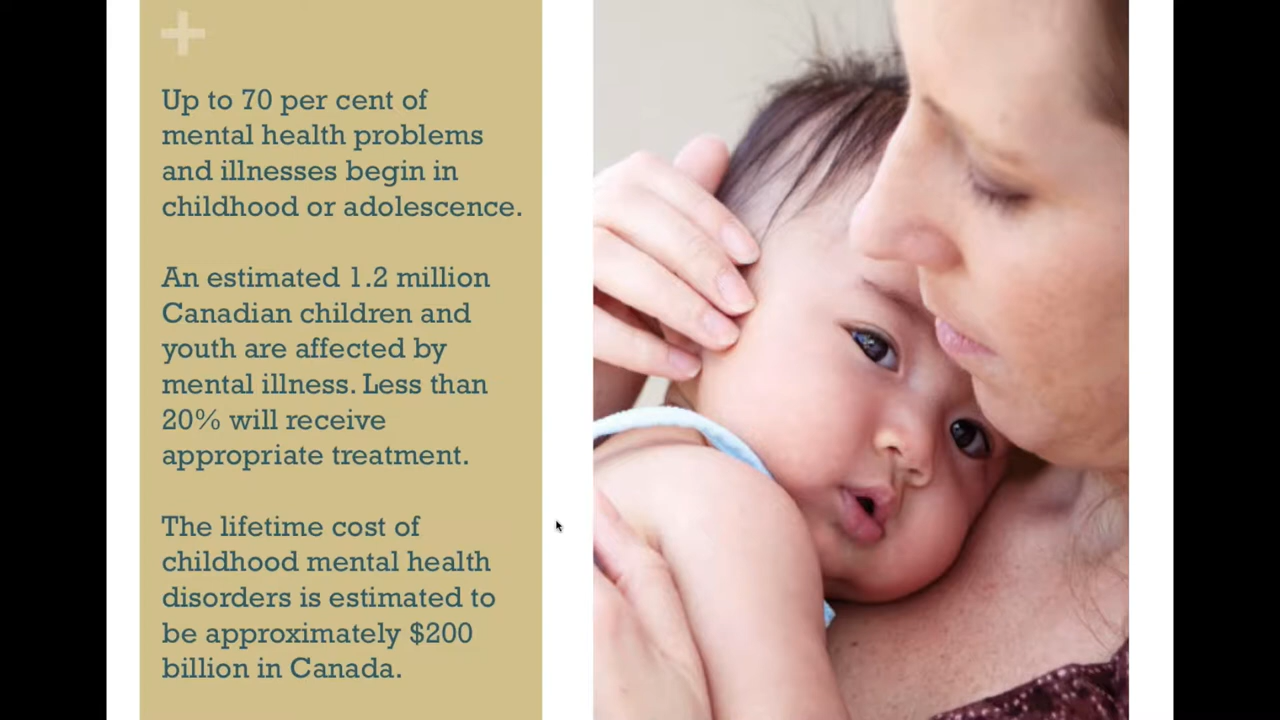 Up to 70 per cent of
mental health problems
and illnesses begin in
childhood or adolescence.
An estimated 1.2 million
Canadian children and
youth are affected by
mental illness. Less than
20% will receive
appropriate treatment.
The lifetime cost of
childhood mental health
disorders is estimated to
be approximately $200
billion in Canada.